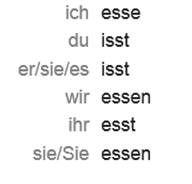 ich esse
du isst
er/sie/es isst
wir essen
ihr esst
sie/Sie essen